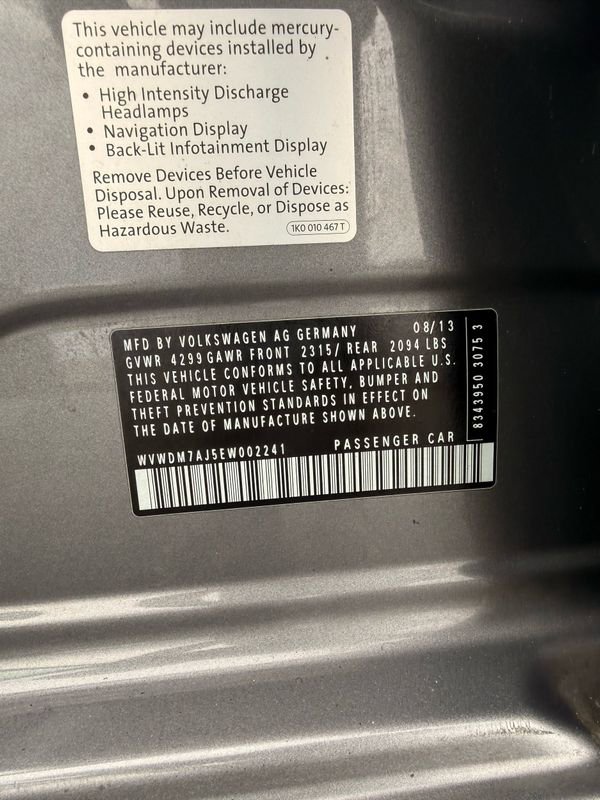 This vehicle may include mercury-
containing devices installed by
the manufacturer:
• High Intensity Discharge
Headlamps
• Navigation Display
• Back-Lit Infotainment Display
Remove Devices Before Vehicle
Disposal. Upon Removal of Devices:
Please Reuse, Recycle, or Dispose as
Hazardous Waste.
1K0 010 467 T
MFD BY VOLKSWAGEN AG GERMANY 08/13
GVWR 4299 GAWR FRONT 2315/ REAR 2094 LBS
THIS VEHICLE CONFORMS TO ALL APPLICABLE U.S.
FEDERAL MOTOR VEHICLE SAFETY, BUMPER AND
THEFT PREVENTION STANDARDS IN EFFECT ON
THE DATE OF MANUFACTURE SHOWN ABOVE.
WVWDM7AJ5EW002241 PASSENGER CAR
8343950 3075 3